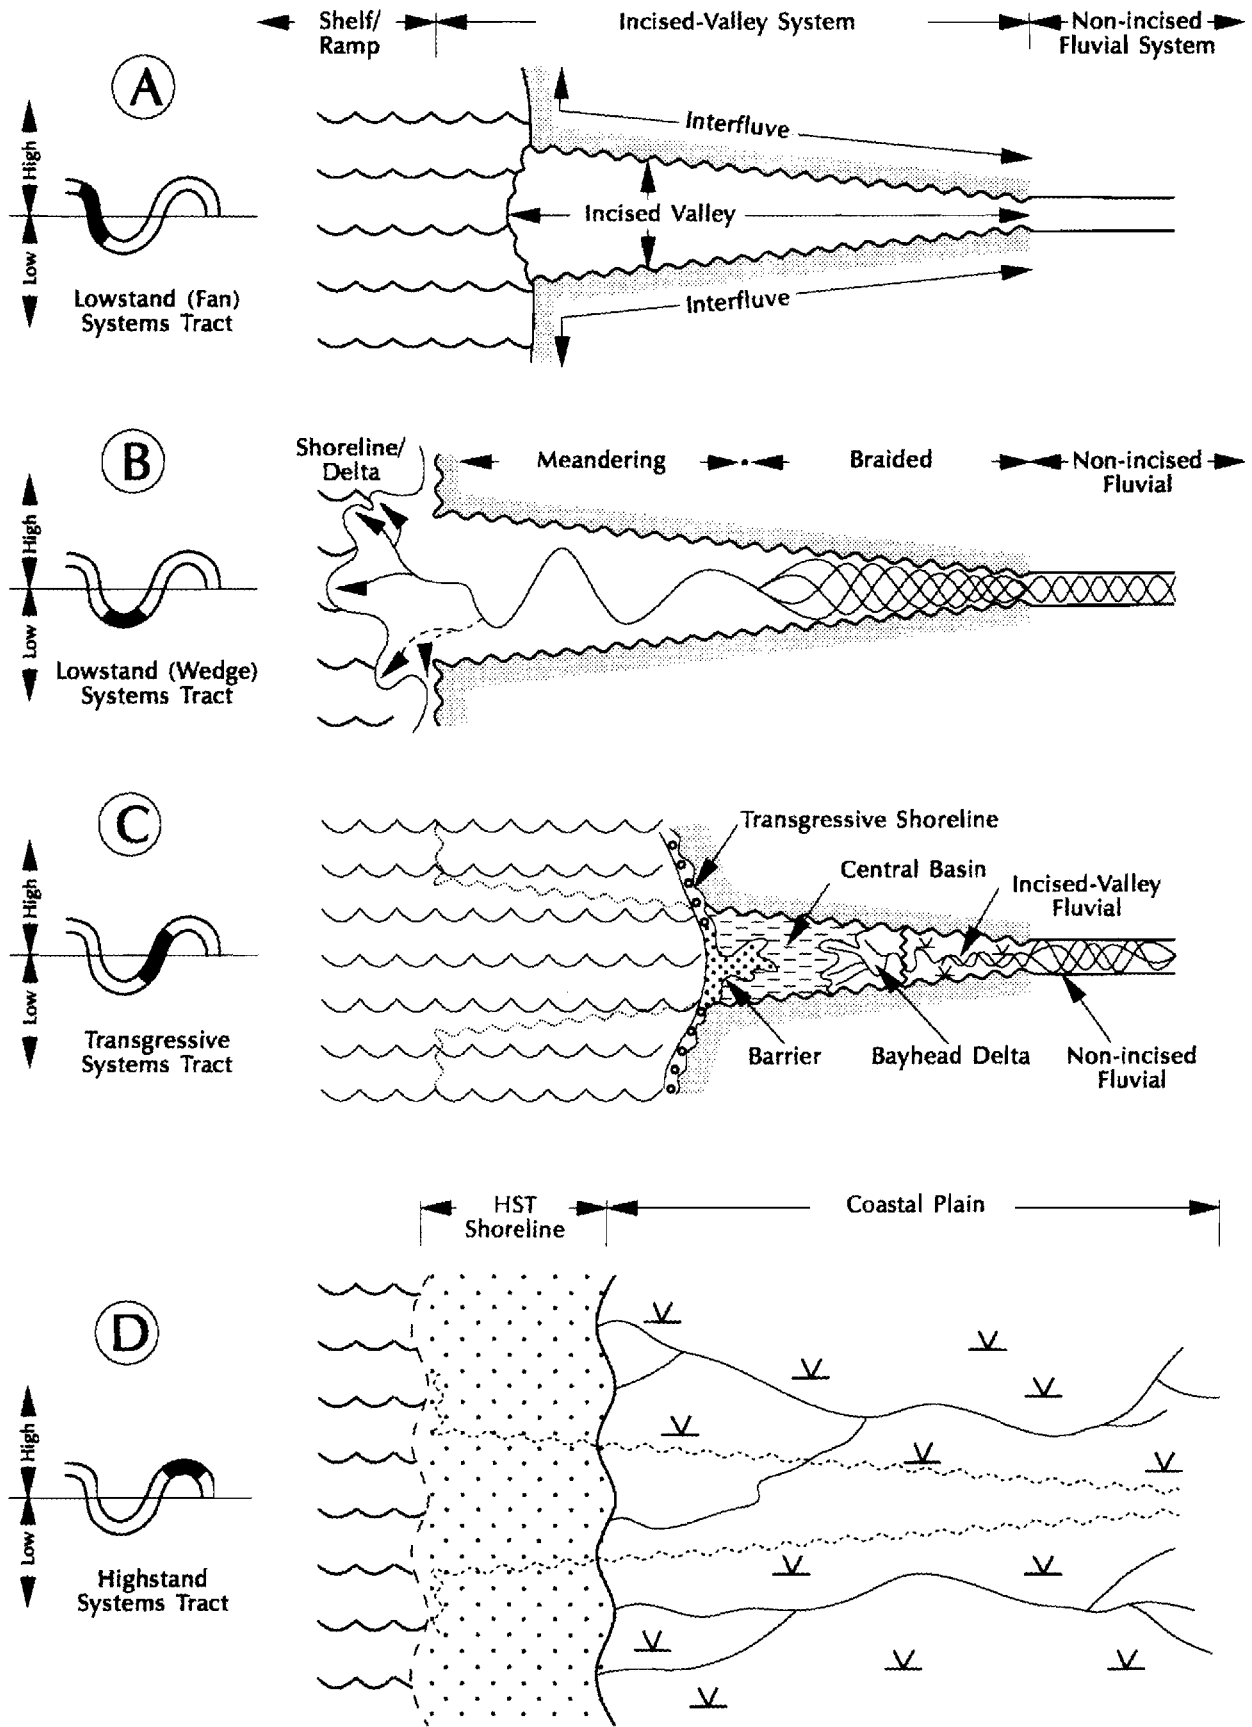 Shelf/
Ramp
Incised-Valley System
Non-incised
Fluvial System
A
High
Low
Lowstand (Fan)
Systems Tract
Interfluve
Incised Valley
Interfluve
B
High
Low
Lowstand (Wedge)
Systems Tract
Shoreline/
Delta
Meandering
Braided
Non-incised
Fluvial
C
High
Low
Transgressive
Systems Tract
Transgressive Shoreline
Central Basin
Incised-Valley
Fluvial
Barrier
Bayhead Delta
Non-incised
Fluvial
D
High
Low
Highstand
Systems Tract
HST
Shoreline
Coastal Plain